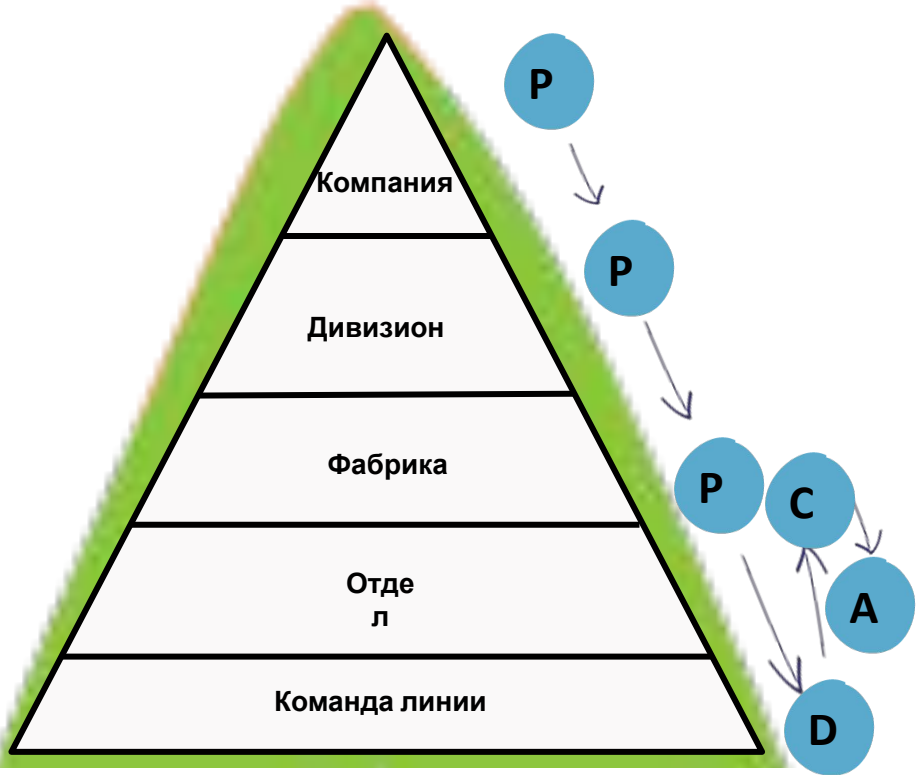 P
Компания
P
Дивизион
Фабрика
P
C
Отде
л
A
Команда линии
D